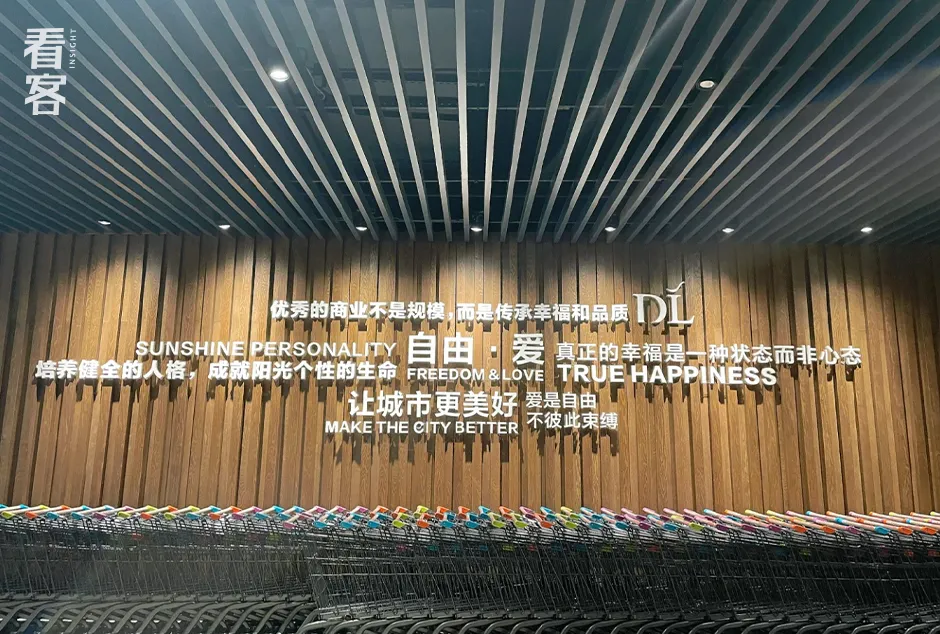 看客
INSIGHT
优秀的商业不是规模，而是传承幸福和品质 DL
SUNSHINE PERSONALITY
培养健全的人格，成就阳光个性的生命
自由·爱
FREEDOM & LOVE
真正的幸福是一种状态而非心态
TRUE HAPPINESS
让城市更美好
MAKE THE CITY BETTER
爱是自由
不彼此束缚